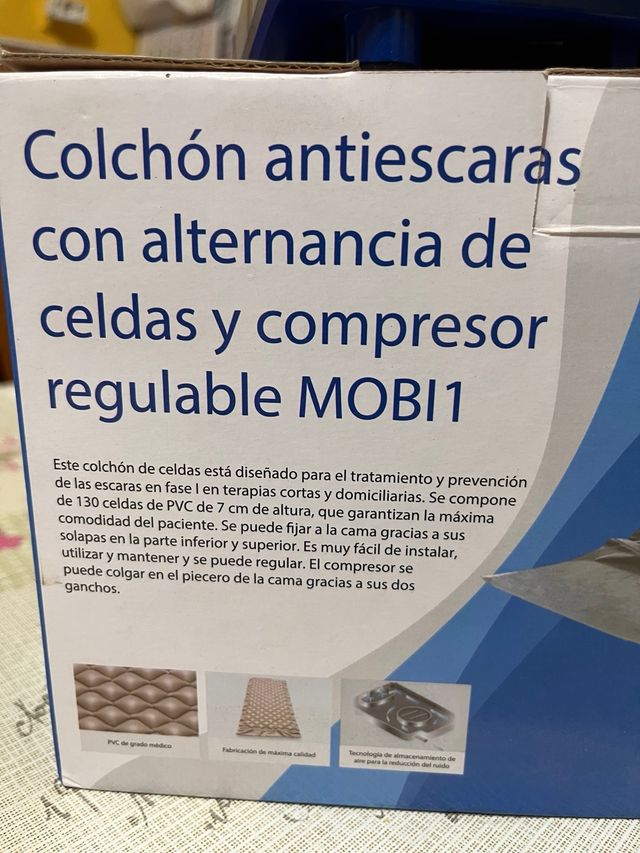 Colchón antiescaras
con alternancia de
celdas y compresor
regulable MOBI1
Este colchón de celdas está diseñado para el tratamiento y prevención
de las escaras en fase I en terapias cortas y domiciliarias. Se compone
de 130 celdas de PVC de 7 cm de altura, que garantizan la máxima
comodidad del paciente. Se puede fijar a la cama gracias a sus
solapas en la parte inferior y superior. Es muy fácil de instalar,
utilizar y mantener y se puede regular. El compresor se
puede colgar en el piecero de la cama gracias a sus dos
ganchos.
PVC de grado médico
Fabricación de máxima calidad
Tecnología de almacenamiento de
aire para la reducción del ruido